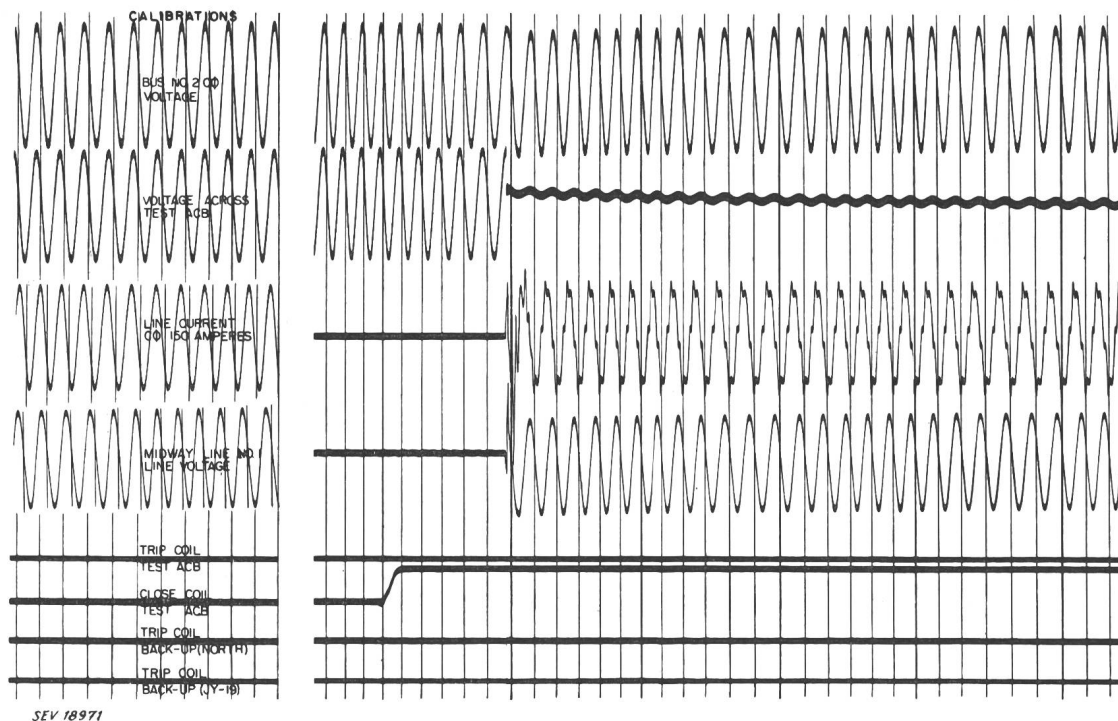 CALIBRATIONS
BUS NO. 2 CΦ
VOLTAGE
VOLTAGE ACROSS
TEST ACB
LINE CURRENT
CΦ 150 AMPERES
MIDWAY LINE NO. 1
LINE VOLTAGE
TRIP COIL
TEST ACB
CLOSE COIL
TEST ACB
TRIP COIL
BACK-UP (NORTH)
TRIP COIL
BACK-UP (JY-19)
SEV 18971